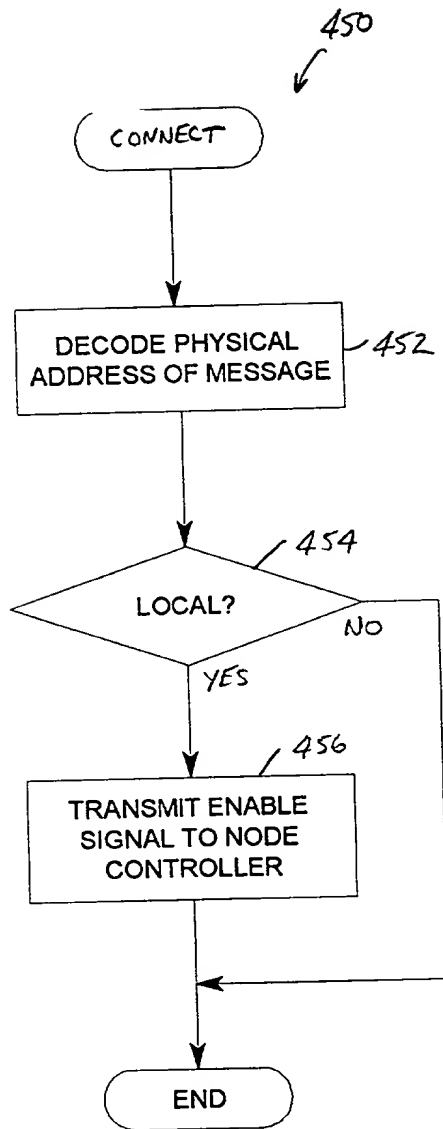 450
CONNECT
DECODE PHYSICAL
ADDRESS OF MESSAGE
452
454
LOCAL?
NO
YES
456
TRANSMIT ENABLE
SIGNAL TO NODE
CONTROLLER
END